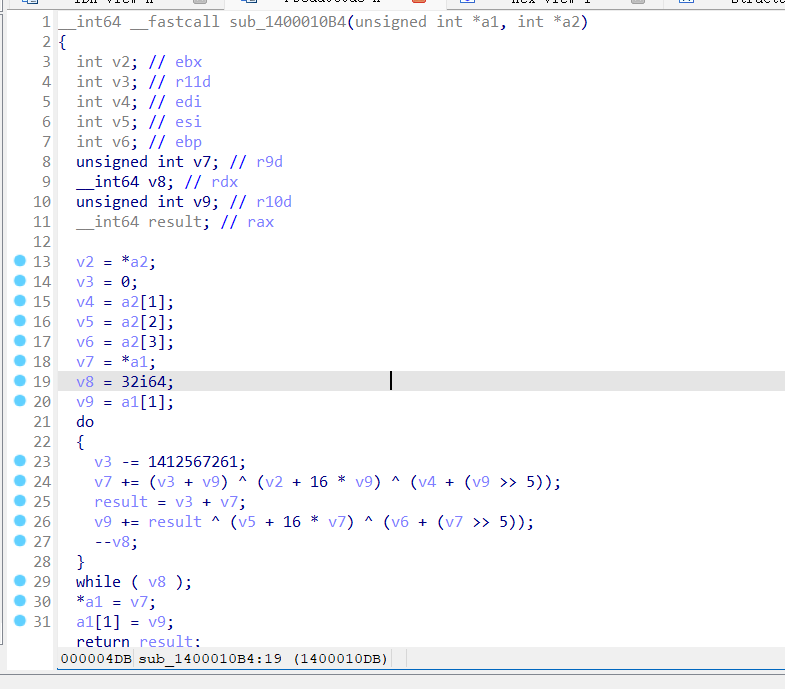 1 __int64 __fastcall sub_1400010B4(unsigned int *a1, int *a2)
2 {
3 int v2; // ebx
4 int v3; // r11d
5 int v4; // edi
6 int v5; // esi
7 int v6; // ebp
8 unsigned int v7; // r9d
9 __int64 v8; // rdx
10 unsigned int v9; // r10d
11 __int64 result; // rax
12
13 v2 = *a2;
14 v3 = 0;
15 v4 = a2[1];
16 v5 = a2[2];
17 v6 = a2[3];
18 v7 = *a1;
19 v8 = 32i64;
20 v9 = a1[1];
21 do
22 {
23 v3 -= 1412567261;
24 v7 += (v3 + v9) ^ (v2 + 16 * v9) ^ (v4 + (v9 >> 5));
25 result = v3 + v7;
26 v9 += result ^ (v5 + 16 * v7) ^ (v6 + (v7 >> 5));
27 --v8;
28 }
29 while ( v8 );
30 *a1 = v7;
31 a1[1] = v9;
return result;
000004DB sub_1400010B4:19 (1400010DB)